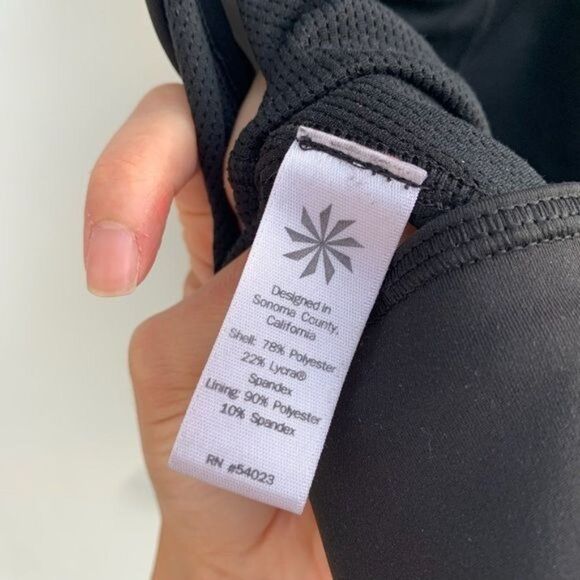 Designed in
Sonoma County,
California
Shell: 78% Polyester
22% Lycra®
Spandex
Lining: 90% Polyester
10% Spandex
RN #54023